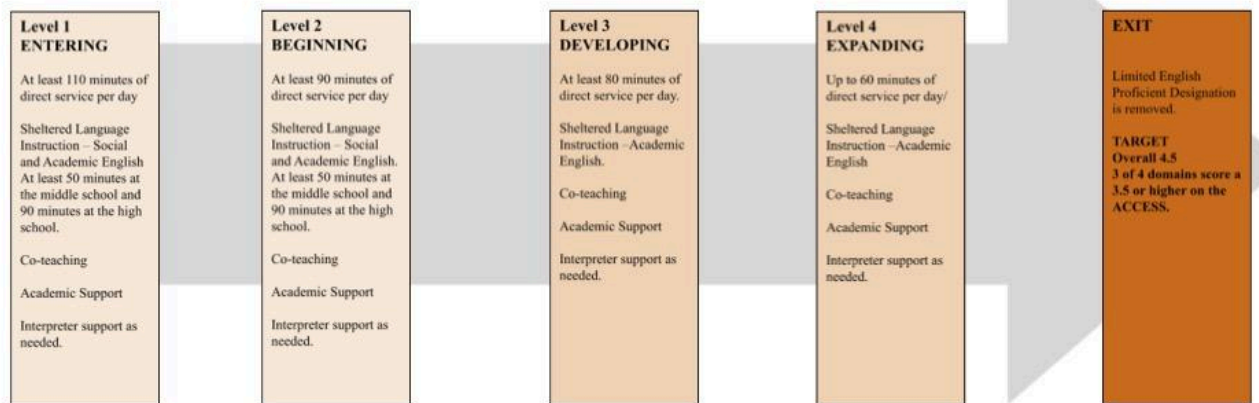 Level 1
ENTERING
At least 110 minutes of
direct service per day
Sheltered Language
Instruction – Social
and Academic English
At least 50 minutes at
the middle school and
90 minutes at the high
school.
Co-teaching
Academic Support
Interpreter support as
needed.
Level 2
BEGINNING
At least 90 minutes of
direct service per day
Sheltered Language
Instruction – Social
and Academic English.
At least 50 minutes at
the middle school and
90 minutes at the high
school.
Co-teaching
Academic Support
Interpreter support as
needed.
Level 3
DEVELOPING
At least 80 minutes of
direct service per day.
Sheltered Language
Instruction –Academic
English.
Co-teaching
Academic Support
Interpreter support as
needed.
Level 4
EXPANDING
Up to 60 minutes of
direct service per day/
Sheltered Language
Instruction –Academic
English
Co-teaching
Academic Support
Interpreter support as
needed.
EXIT
Limited English
Proficient Designation
is removed.
TARGET
Overall 4.5
3 of 4 domains score a
3.5 or higher on the
ACCESS.